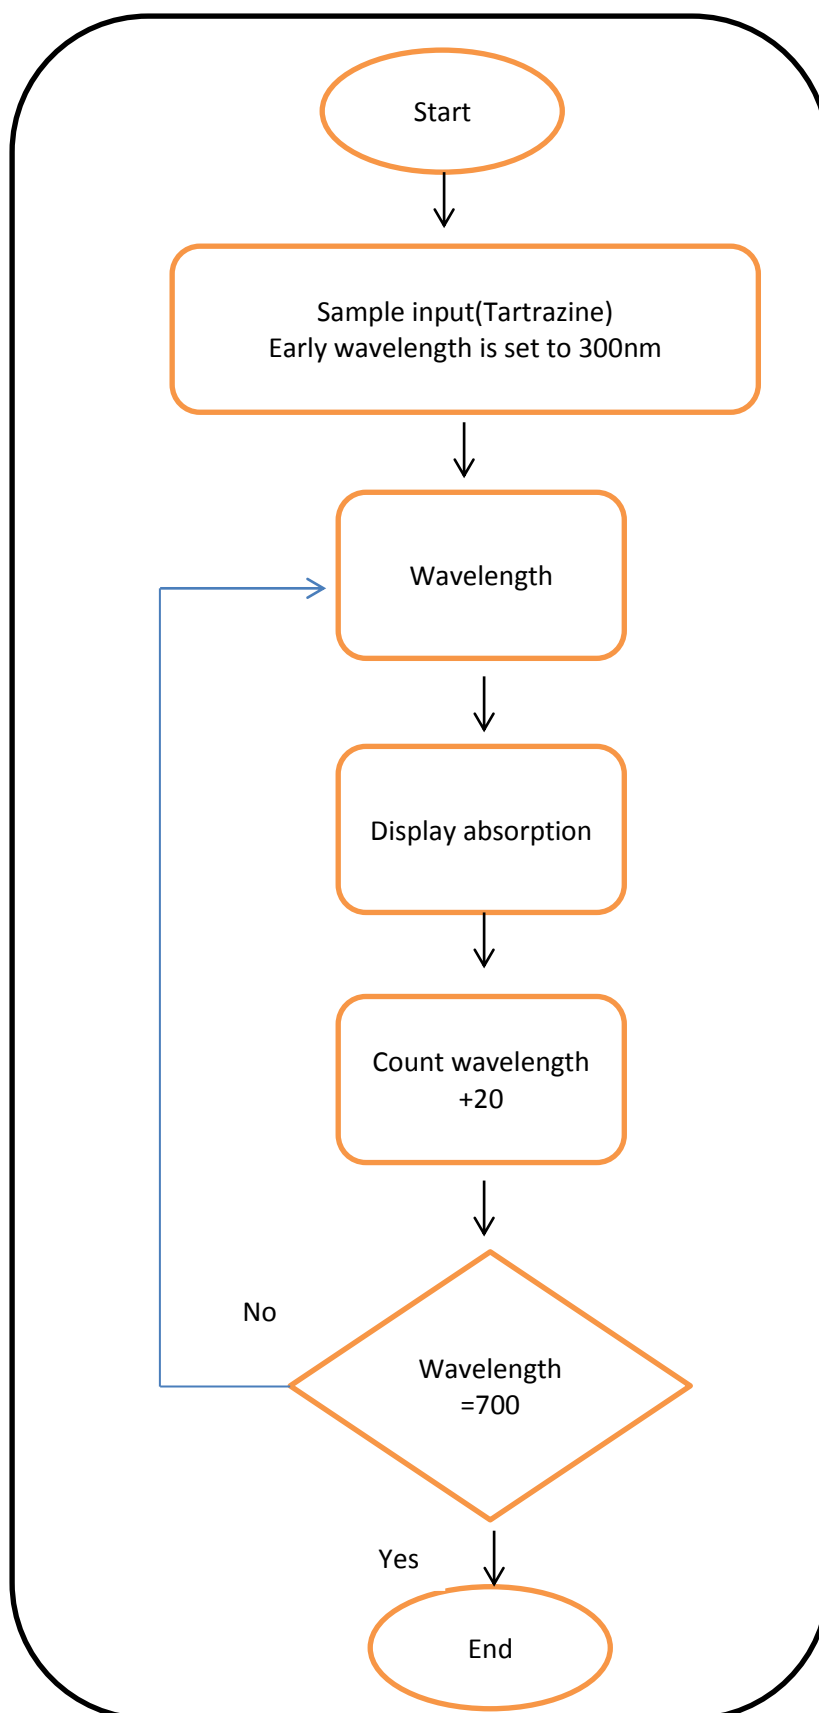 Start
Sample input(Tartrazine)
Early wavelength is set to 300nm
Wavelength
Display absorption
Count wavelength
+20
No
Wavelength
=700
Yes
End